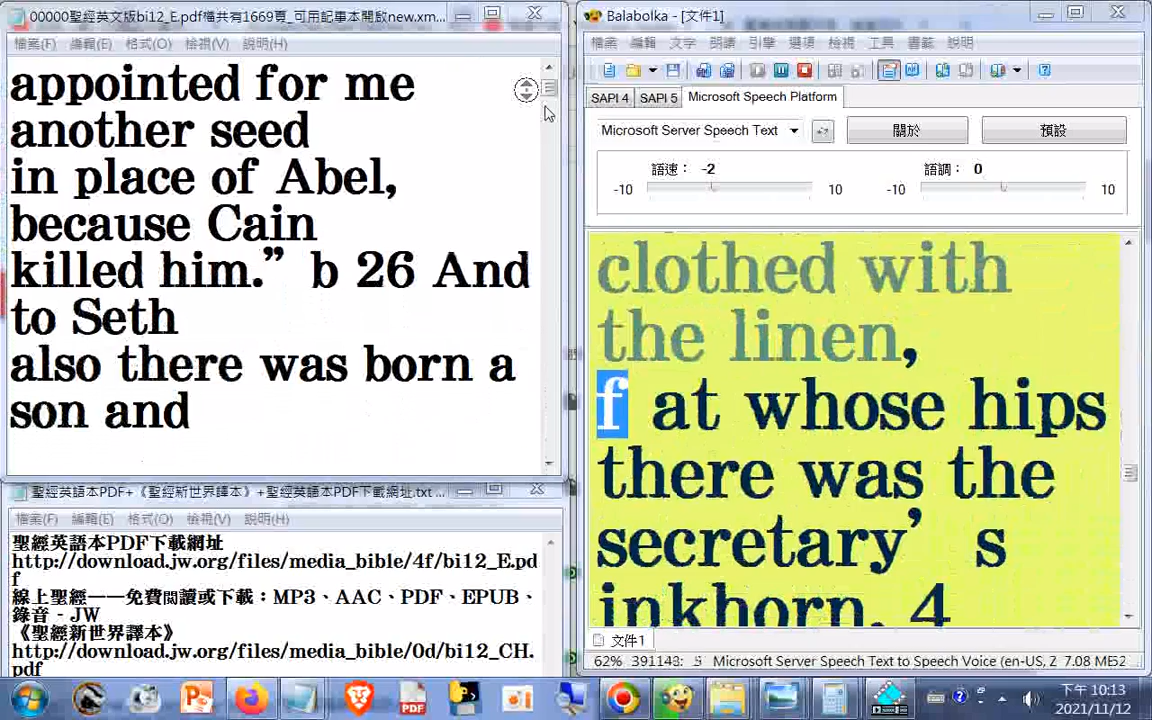 00000聖經英文版bi12_E.pdf檔共有1669頁_可用記事本開啟new.xm...
檔案(F) 編輯(E) 格式(O) 檢視(V) 說明(H)
appointed for me
another seed
in place of Abel,
because Cain
killed him.” b 26 And
to Seth
also there was born a
son and
聖經英語本PDF+《聖經新世界譯本》+聖經英語本PDF下載網址.txt ...
檔案(F) 編輯(E) 格式(O) 檢視(V) 說明(H)
聖經英語本PDF下載網址
http://download.jw.org/files/media_bible/4f/bi12_E.pd
f
線上聖經——免費閱讀或下載：MP3、AAC、PDF、EPUB、
錄音 - JW
《聖經新世界譯本》
http://download.jw.org/files/media_bible/0d/bi12_CH.
pdf
Balabolka - [文件1]
檔案 編輯 文字 朗讀 引擎 選項 檢視 工具 書籤 說明
SAPI 4 SAPI 5 Microsoft Speech Platform
Microsoft Server Speech Text 關於 預設
語速： -2 語調： 0
-10 10 -10 10
clothed with
the linen,
f at whose hips
there was the
secretary’ s
inkhorn. 4
文件1
62% 391148: 5 Microsoft Server Speech Text to Speech Voice (en-US, Z 7.08 MB
下午 10:13
2021/11/12